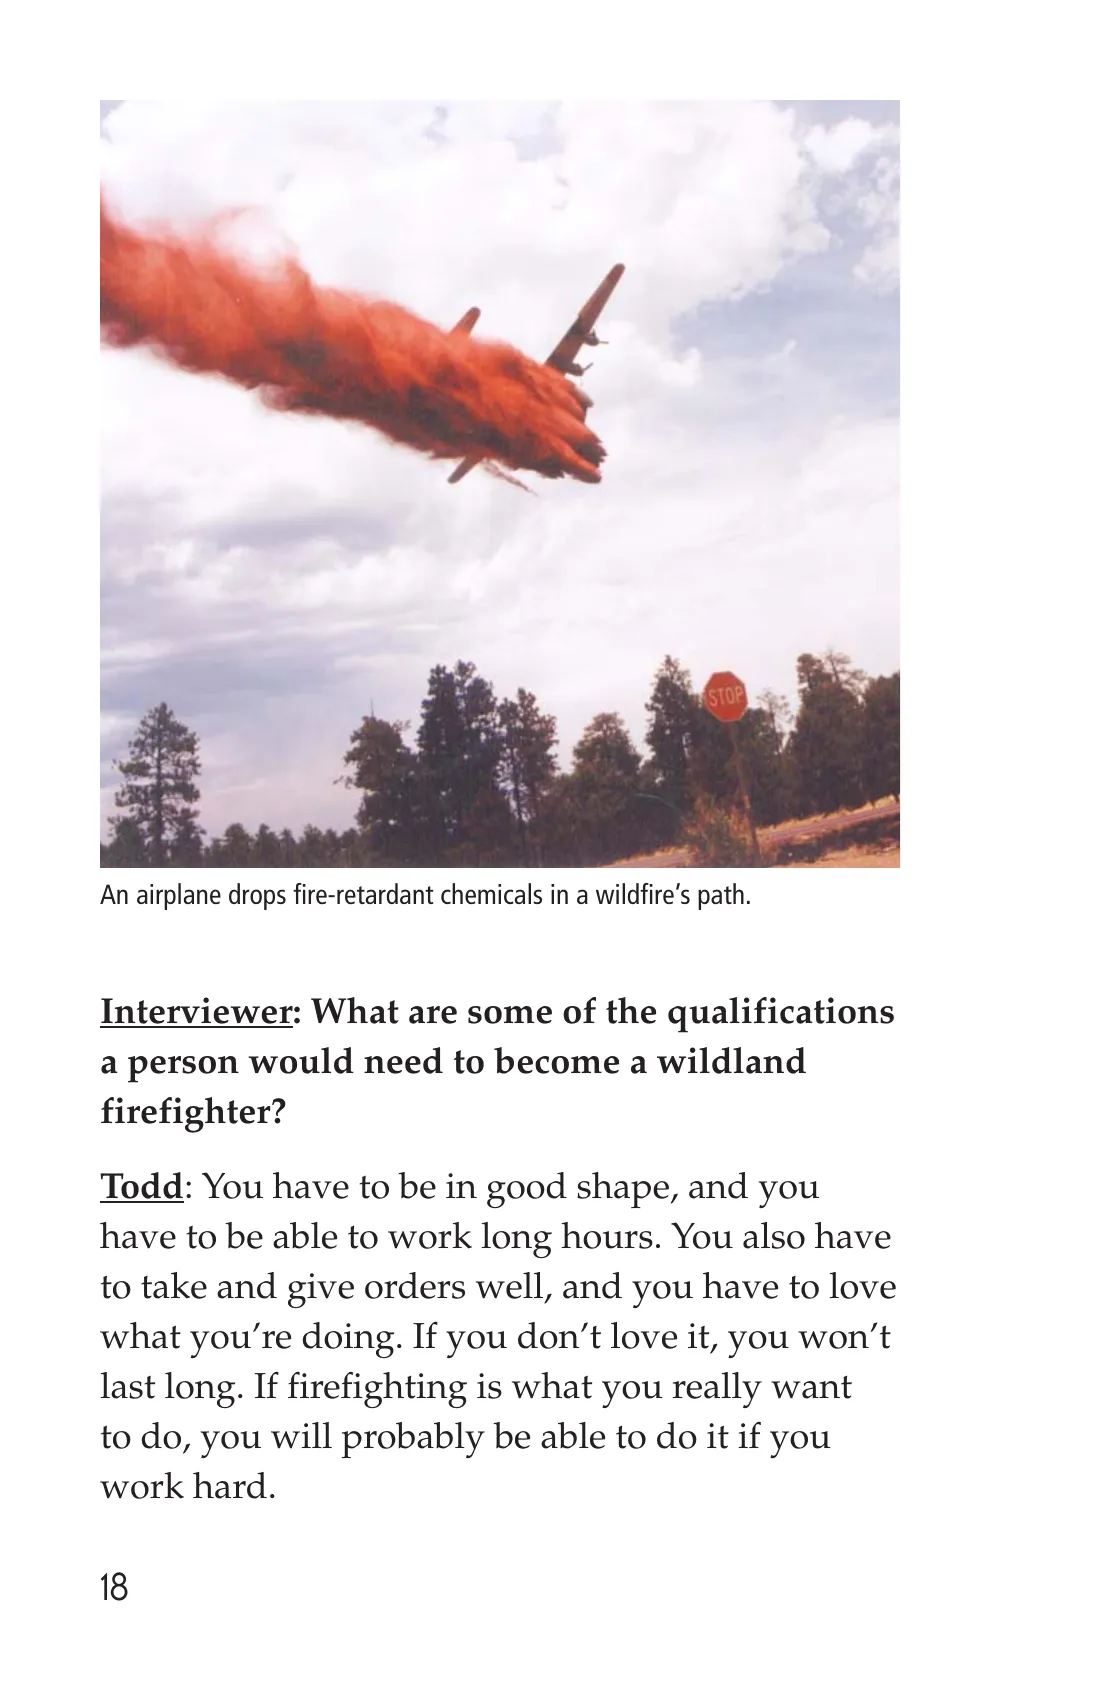 STOP
An airplane drops fire-retardant chemicals in a wildfire’s path.
Interviewer: What are some of the qualifications
a person would need to become a wildland
firefighter?
Todd: You have to be in good shape, and you
have to be able to work long hours. You also have
to take and give orders well, and you have to love
what you’re doing. If you don’t love it, you won’t
last long. If firefighting is what you really want
to do, you will probably be able to do it if you
work hard.
18